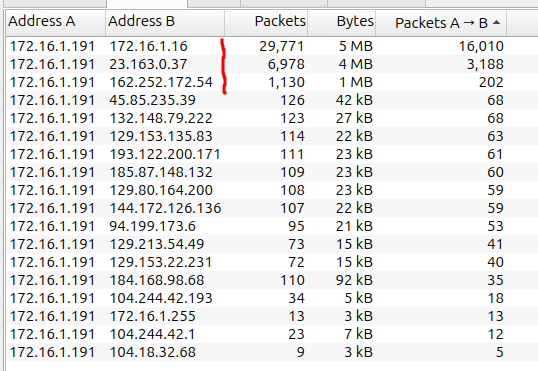 Address A Address B Packets Bytes Packets A → B
172.16.1.191 172.16.1.16 29,771 5 MB 16,010
172.16.1.191 23.163.0.37 6,978 4 MB 3,188
172.16.1.191 162.252.172.54 1,130 1 MB 202
172.16.1.191 45.85.235.39 126 42 kB 68
172.16.1.191 132.148.79.222 123 27 kB 68
172.16.1.191 129.153.135.83 114 22 kB 63
172.16.1.191 193.122.200.171 111 23 kB 61
172.16.1.191 185.87.148.132 109 23 kB 60
172.16.1.191 129.80.164.200 108 23 kB 59
172.16.1.191 144.172.126.136 107 22 kB 59
172.16.1.191 94.199.173.6 95 21 kB 53
172.16.1.191 129.213.54.49 73 15 kB 41
172.16.1.191 129.153.22.231 72 15 kB 40
172.16.1.191 184.168.98.68 110 92 kB 35
172.16.1.191 104.244.42.193 34 5 kB 18
172.16.1.191 172.16.1.255 13 3 kB 13
172.16.1.191 104.244.42.1 23 7 kB 12
172.16.1.191 104.18.32.68 9 3 kB 5